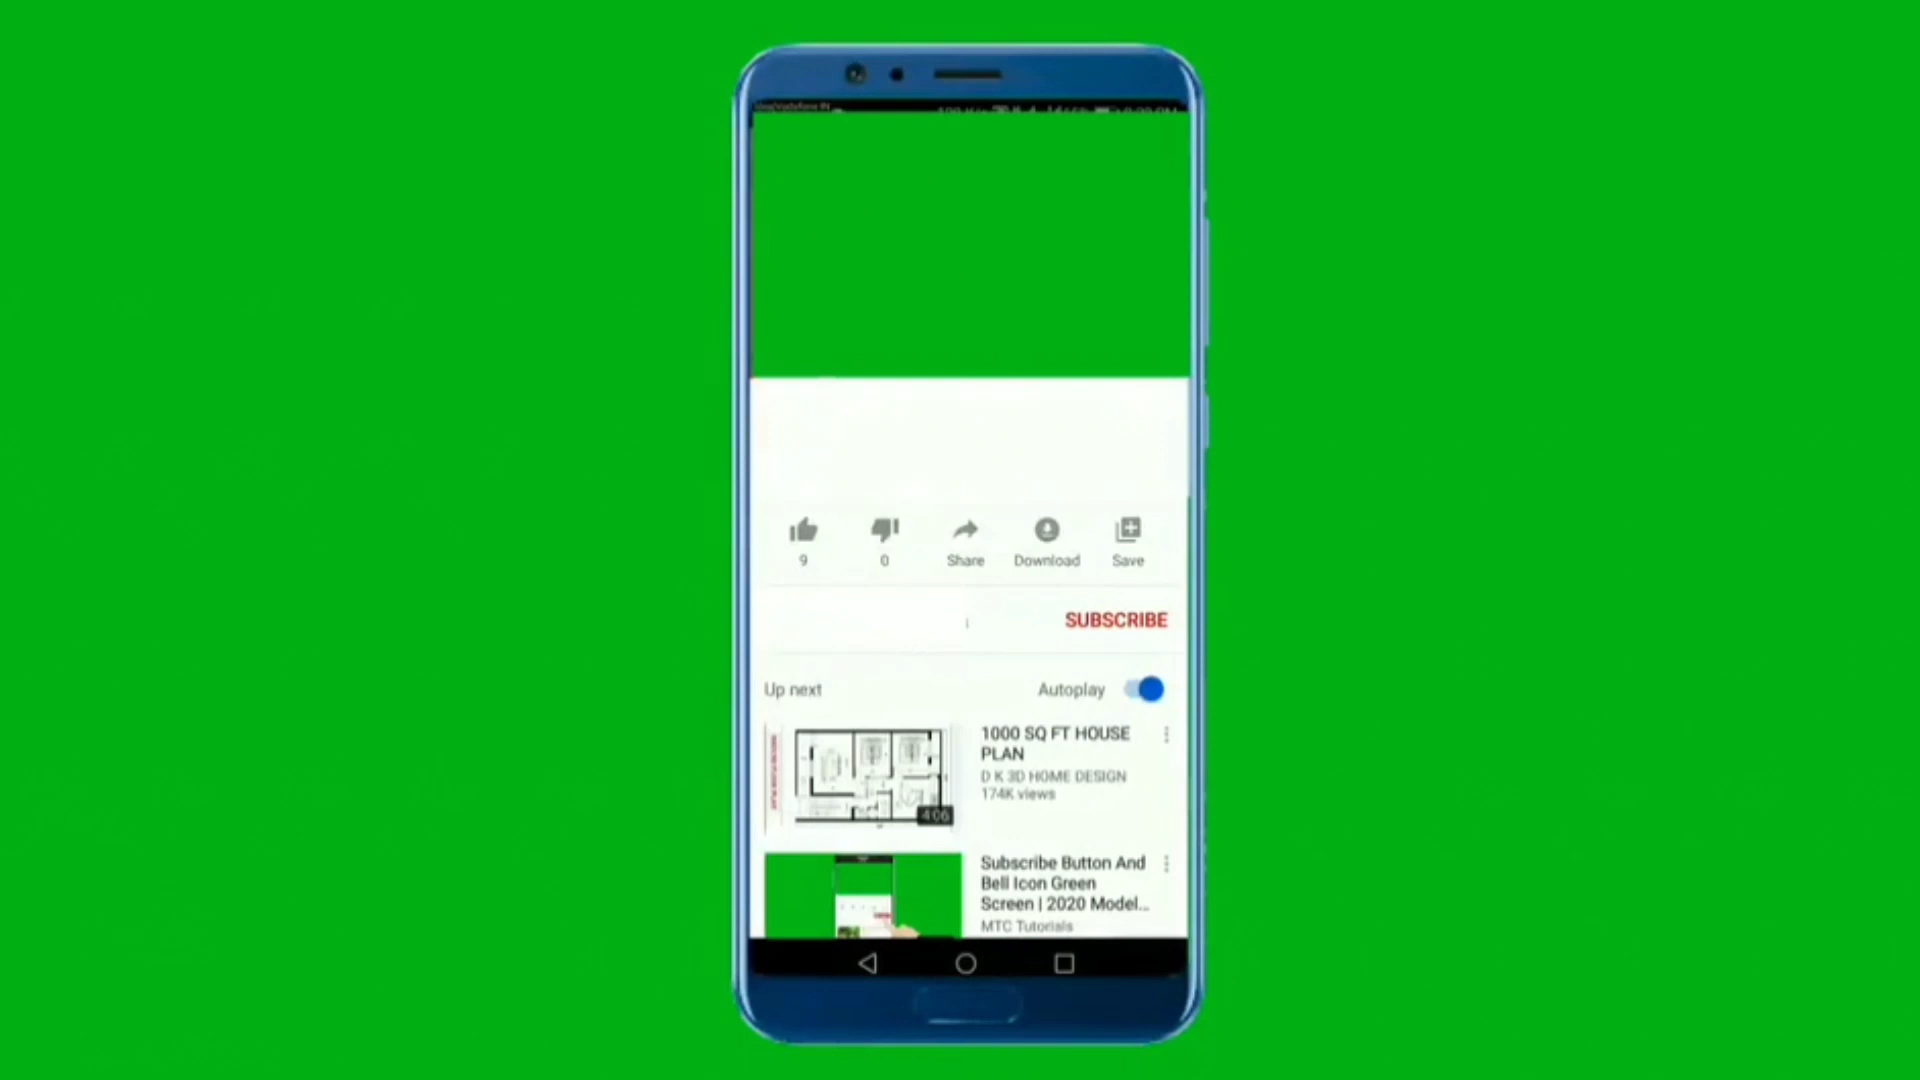 9
0
Share
Download
Save
SUBSCRIBE
Up next
Autoplay
1000 SQ FT HOUSE
PLAN
D K 3D HOME DESIGN
174K views
4:06
Subscribe Button And
Bell Icon Green
Screen | 2020 Model...
MTC Tutorials